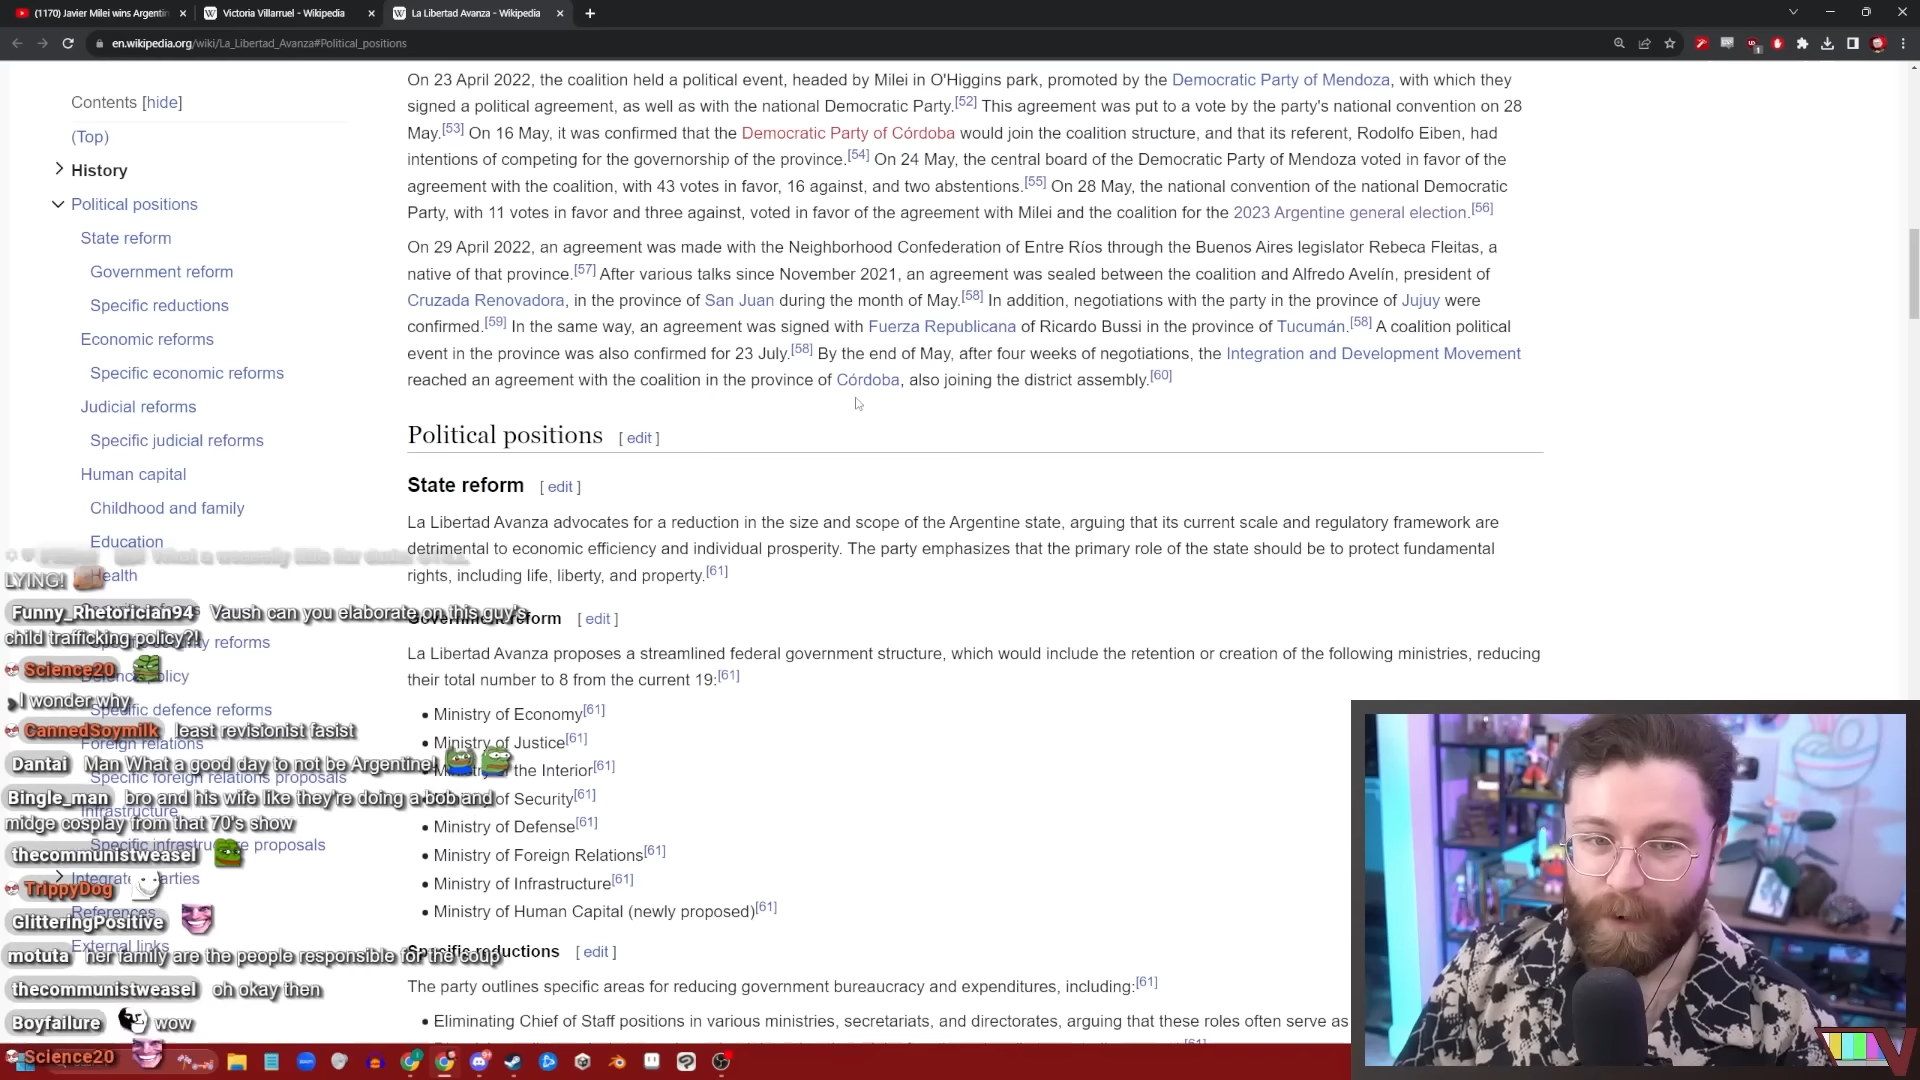 (1170) Javier Milei wins Argentin
Victoria Villarruel - Wikipedia
La Libertad Avanza - Wikipedia
en.wikipedia.org/wiki/La_Libertad_Avanza#Political_positions
Contents [hide]
(Top)
History
Political positions
State reform
Government reform
Specific reductions
Economic reforms
Specific economic reforms
Judicial reforms
Specific judicial reforms
Human capital
Childhood and family
Education
Health
Defence policy
Specific defence reforms
Foreign relations
Specific foreign relations proposals
Infrastructure
Specific infrastructure proposals
References
External links
On 23 April 2022, the coalition held a political event, headed by Milei in O'Higgins park, promoted by the Democratic Party of Mendoza, with which they
signed a political agreement, as well as with the national Democratic Party.[52] This agreement was put to a vote by the party's national convention on 28
May.[53] On 16 May, it was confirmed that the Democratic Party of Córdoba would join the coalition structure, and that its referent, Rodolfo Eiben, had
intentions of competing for the governorship of the province.[54] On 24 May, the central board of the Democratic Party of Mendoza voted in favor of the
agreement with the coalition, with 43 votes in favor, 16 against, and two abstentions.[55] On 28 May, the national convention of the national Democratic
Party, with 11 votes in favor and three against, voted in favor of the agreement with Milei and the coalition for the 2023 Argentine general election.[56]
On 29 April 2022, an agreement was made with the Neighborhood Confederation of Entre Ríos through the Buenos Aires legislator Rebeca Fleitas, a
native of that province.[57] After various talks since November 2021, an agreement was sealed between the coalition and Alfredo Avelín, president of
Cruzada Renovadora, in the province of San Juan during the month of May.[58] In addition, negotiations with the party in the province of Jujuy were
confirmed.[59] In the same way, an agreement was signed with Fuerza Republicana of Ricardo Bussi in the province of Tucumán.[58] A coalition political
event in the province was also confirmed for 23 July.[58] By the end of May, after four weeks of negotiations, the Integration and Development Movement
reached an agreement with the coalition in the province of Córdoba, also joining the district assembly.[60]
Political positions [ edit ]
State reform [ edit ]
La Libertad Avanza advocates for a reduction in the size and scope of the Argentine state, arguing that its current scale and regulatory framework are
detrimental to economic efficiency and individual prosperity. The party emphasizes that the primary role of the state should be to protect fundamental
rights, including life, liberty, and property.[61]
Government reform [ edit ]
La Libertad Avanza proposes a streamlined federal government structure, which would include the retention or creation of the following ministries, reducing
their total number to 8 from the current 19:[61]
• Ministry of Economy[61]
• Ministry of Justice[61]
• Ministry of the Interior[61]
• Ministry of Security[61]
• Ministry of Defense[61]
• Ministry of Foreign Relations[61]
• Ministry of Infrastructure[61]
• Ministry of Human Capital (newly proposed)[61]
Specific reductions [ edit ]
The party outlines specific areas for reducing government bureaucracy and expenditures, including:[61]
• Eliminating Chief of Staff positions in various ministries, secretariats, and directorates, arguing that these roles often serve as
LYING!
Funny_Rhetorician94 Vaush can you elaborate on this guy's
child trafficking policy?!
Science20
I wonder why
CannedSoymilk least revisionist fasist
Dantai Man What a good day to not be Argentine!
Bingle_man bro and his wife like they're doing a bob and
midge cosplay from that 70's show
thecommunistweasel
TrippyDog
GlitteringPositive
motuta her family are the people responsible for the coup
thecommunistweasel oh okay then
Boyfailure wow
Science20